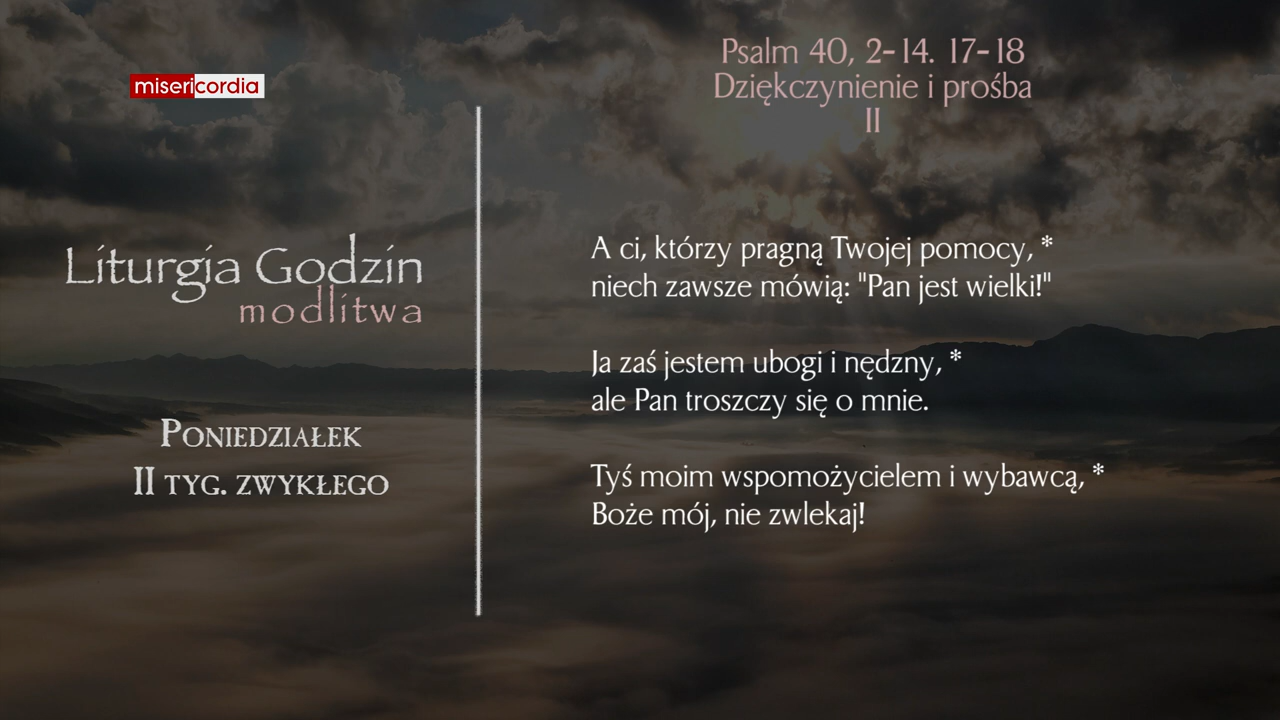 misericordia
Liturgia Godzin
modlitwa
Poniedziałek
II tyg. zwykłego
Psalm 40, 2-14. 17-18
Dziękczynienie i prośba
II
A ci, którzy pragną Twojej pomocy, *
niech zawsze mówią: "Pan jest wielki!"
Ja zaś jestem ubogi i nędzny, *
ale Pan troszczy się o mnie.
Tyś moim wspomożycielem i wybawcą, *
Boże mój, nie zwlekaj!